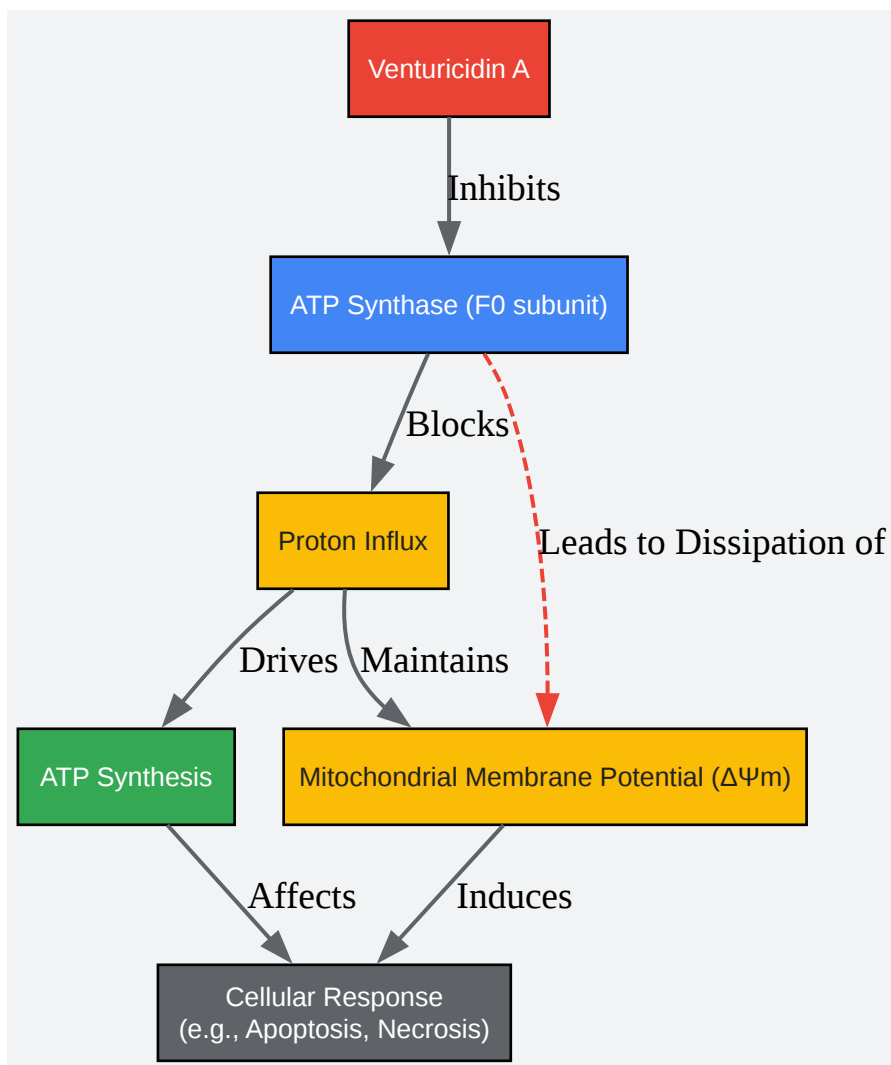 Venturicidin A
Inhibits
ATP Synthase (F0 subunit)
Blocks
Leads to Dissipation of
Proton Influx
Drives
Maintains
ATP Synthesis
Mitochondrial Membrane Potential (ΔΨm)
Affects
Induces
Cellular Response
(e.g., Apoptosis, Necrosis)